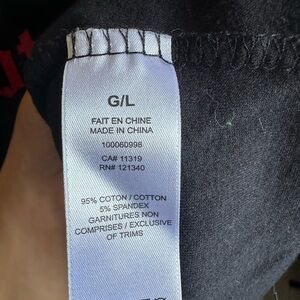 G/L
FAIT EN CHINE
MADE IN CHINA
100060998
CA# 11319
RN# 121340
95% COTON / COTTON
5% SPANDEX
GARNITURES NON
COMPRISES / EXCLUSIVE
OF TRIMS